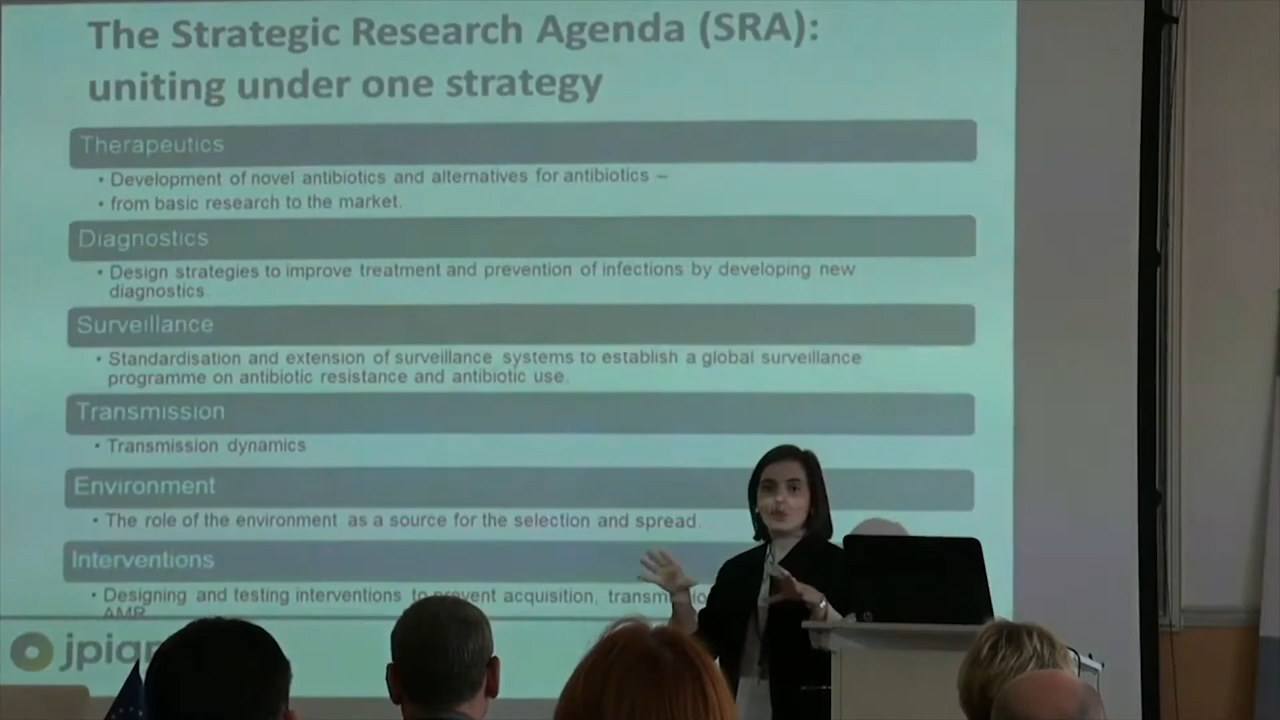 The Strategic Research Agenda (SRA):
uniting under one strategy
Therapeutics
• Development of novel antibiotics and alternatives for antibiotics –
• from basic research to the market.
Diagnostics
• Design strategies to improve treatment and prevention of infections by developing new
diagnostics
Surveillance
• Standardisation and extension of surveillance systems to establish a global surveillance
programme on antibiotic resistance and antibiotic use.
Transmission
• Transmission dynamics
Environment
• The role of the environment as a source for the selection and spread.
Interventions
• Designing and testing interventions to prevent acquisition,
AMR